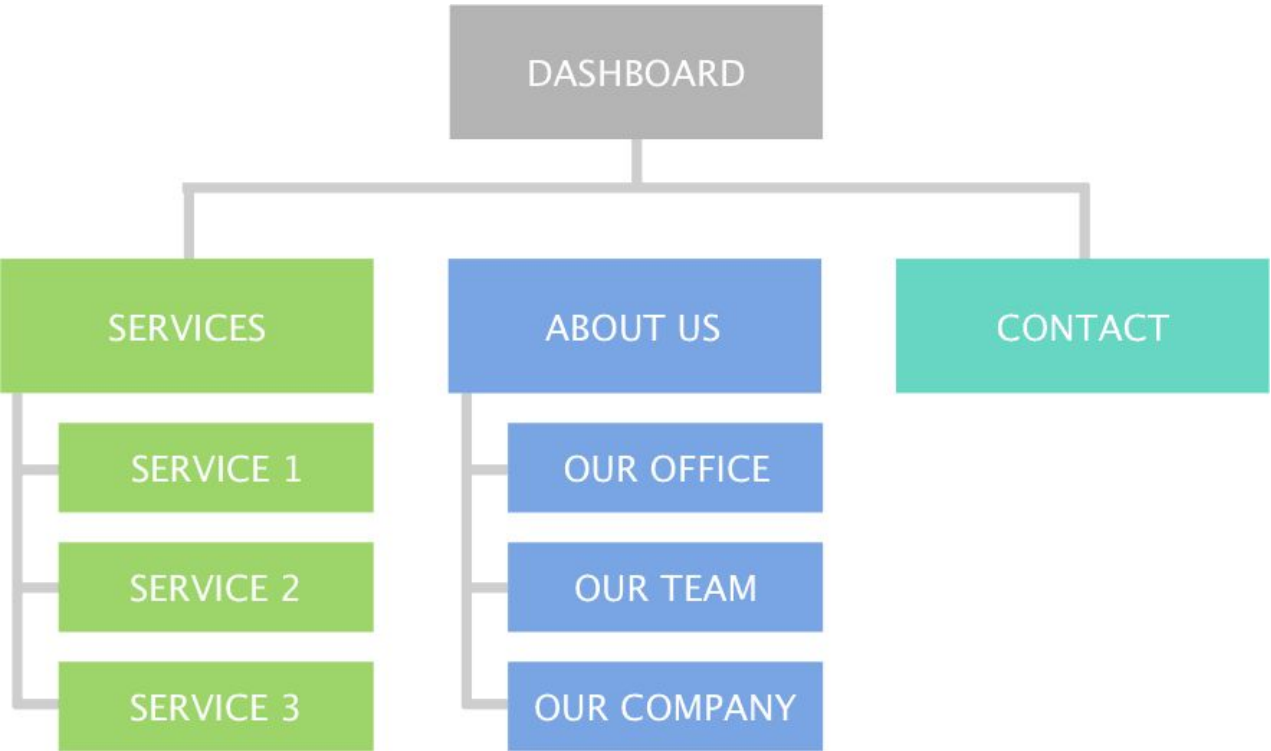 DASHBOARD
SERVICES
SERVICE 1
SERVICE 2
SERVICE 3
ABOUT US
OUR OFFICE
OUR TEAM
OUR COMPANY
CONTACT